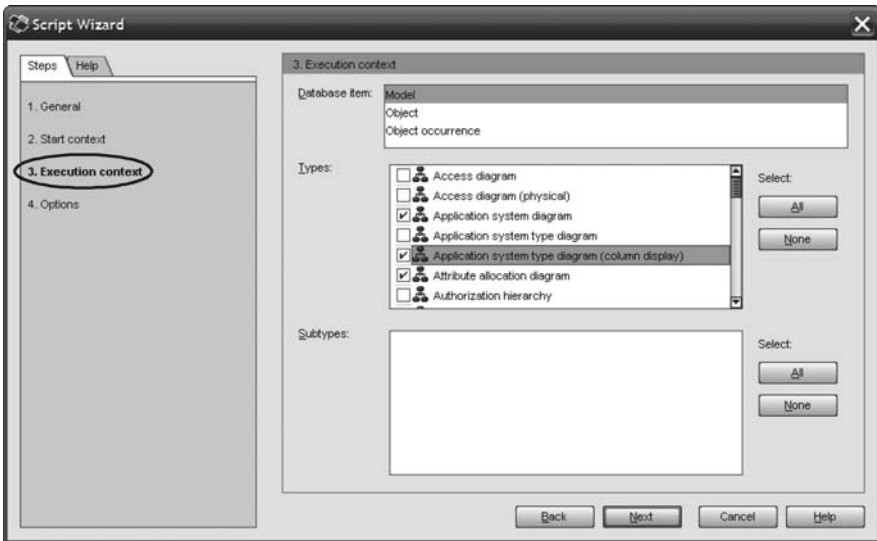 Script Wizard
Steps
Help
1. General
2. Start context
3. Execution context
4. Options
3. Execution context
Database item:
Model
Object
Object occurrence
Types:
Access diagram
Access diagram (physical)
Application system diagram
Application system type diagram
Application system type diagram (column display)
Attribute allocation diagram
Authorization hierarchy
Select:
All
None
Subtypes:
Select:
All
None
Back
Next
Cancel
Help